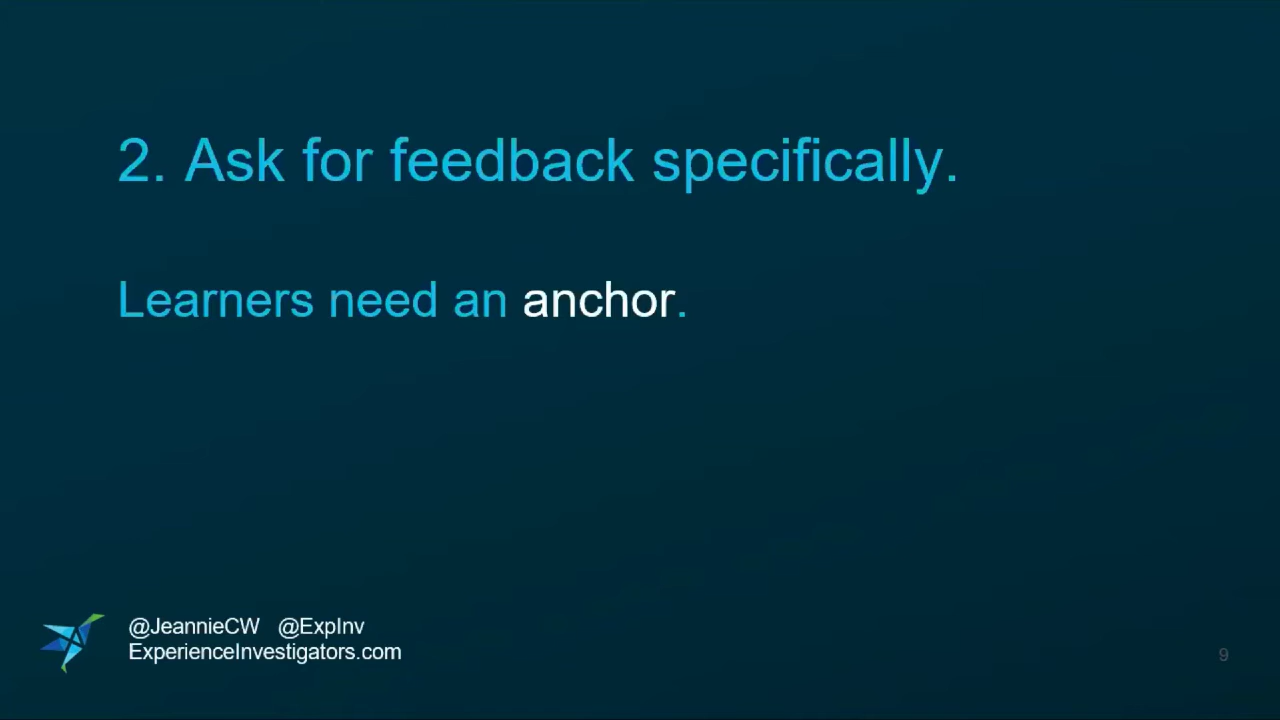 2. Ask for feedback specifically.
Learners need an anchor.
@JeannieCW @ExpInv
ExperienceInvestigators.com
9